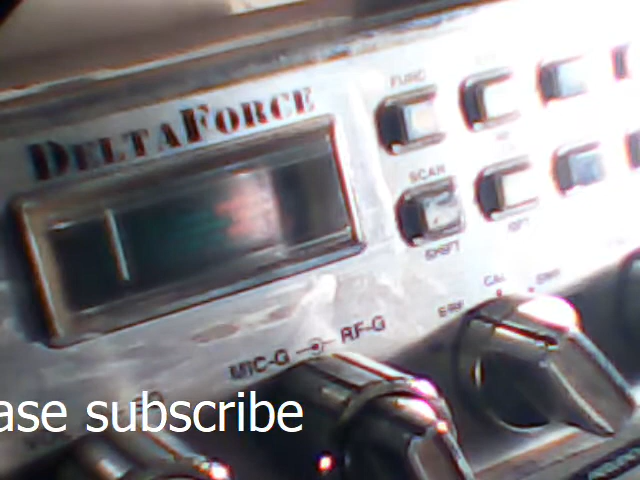 DELTAFORCE
FUNC
SCAN
SHIFT
CAL
SWR
MIC-G
RF-G
ase subscribe